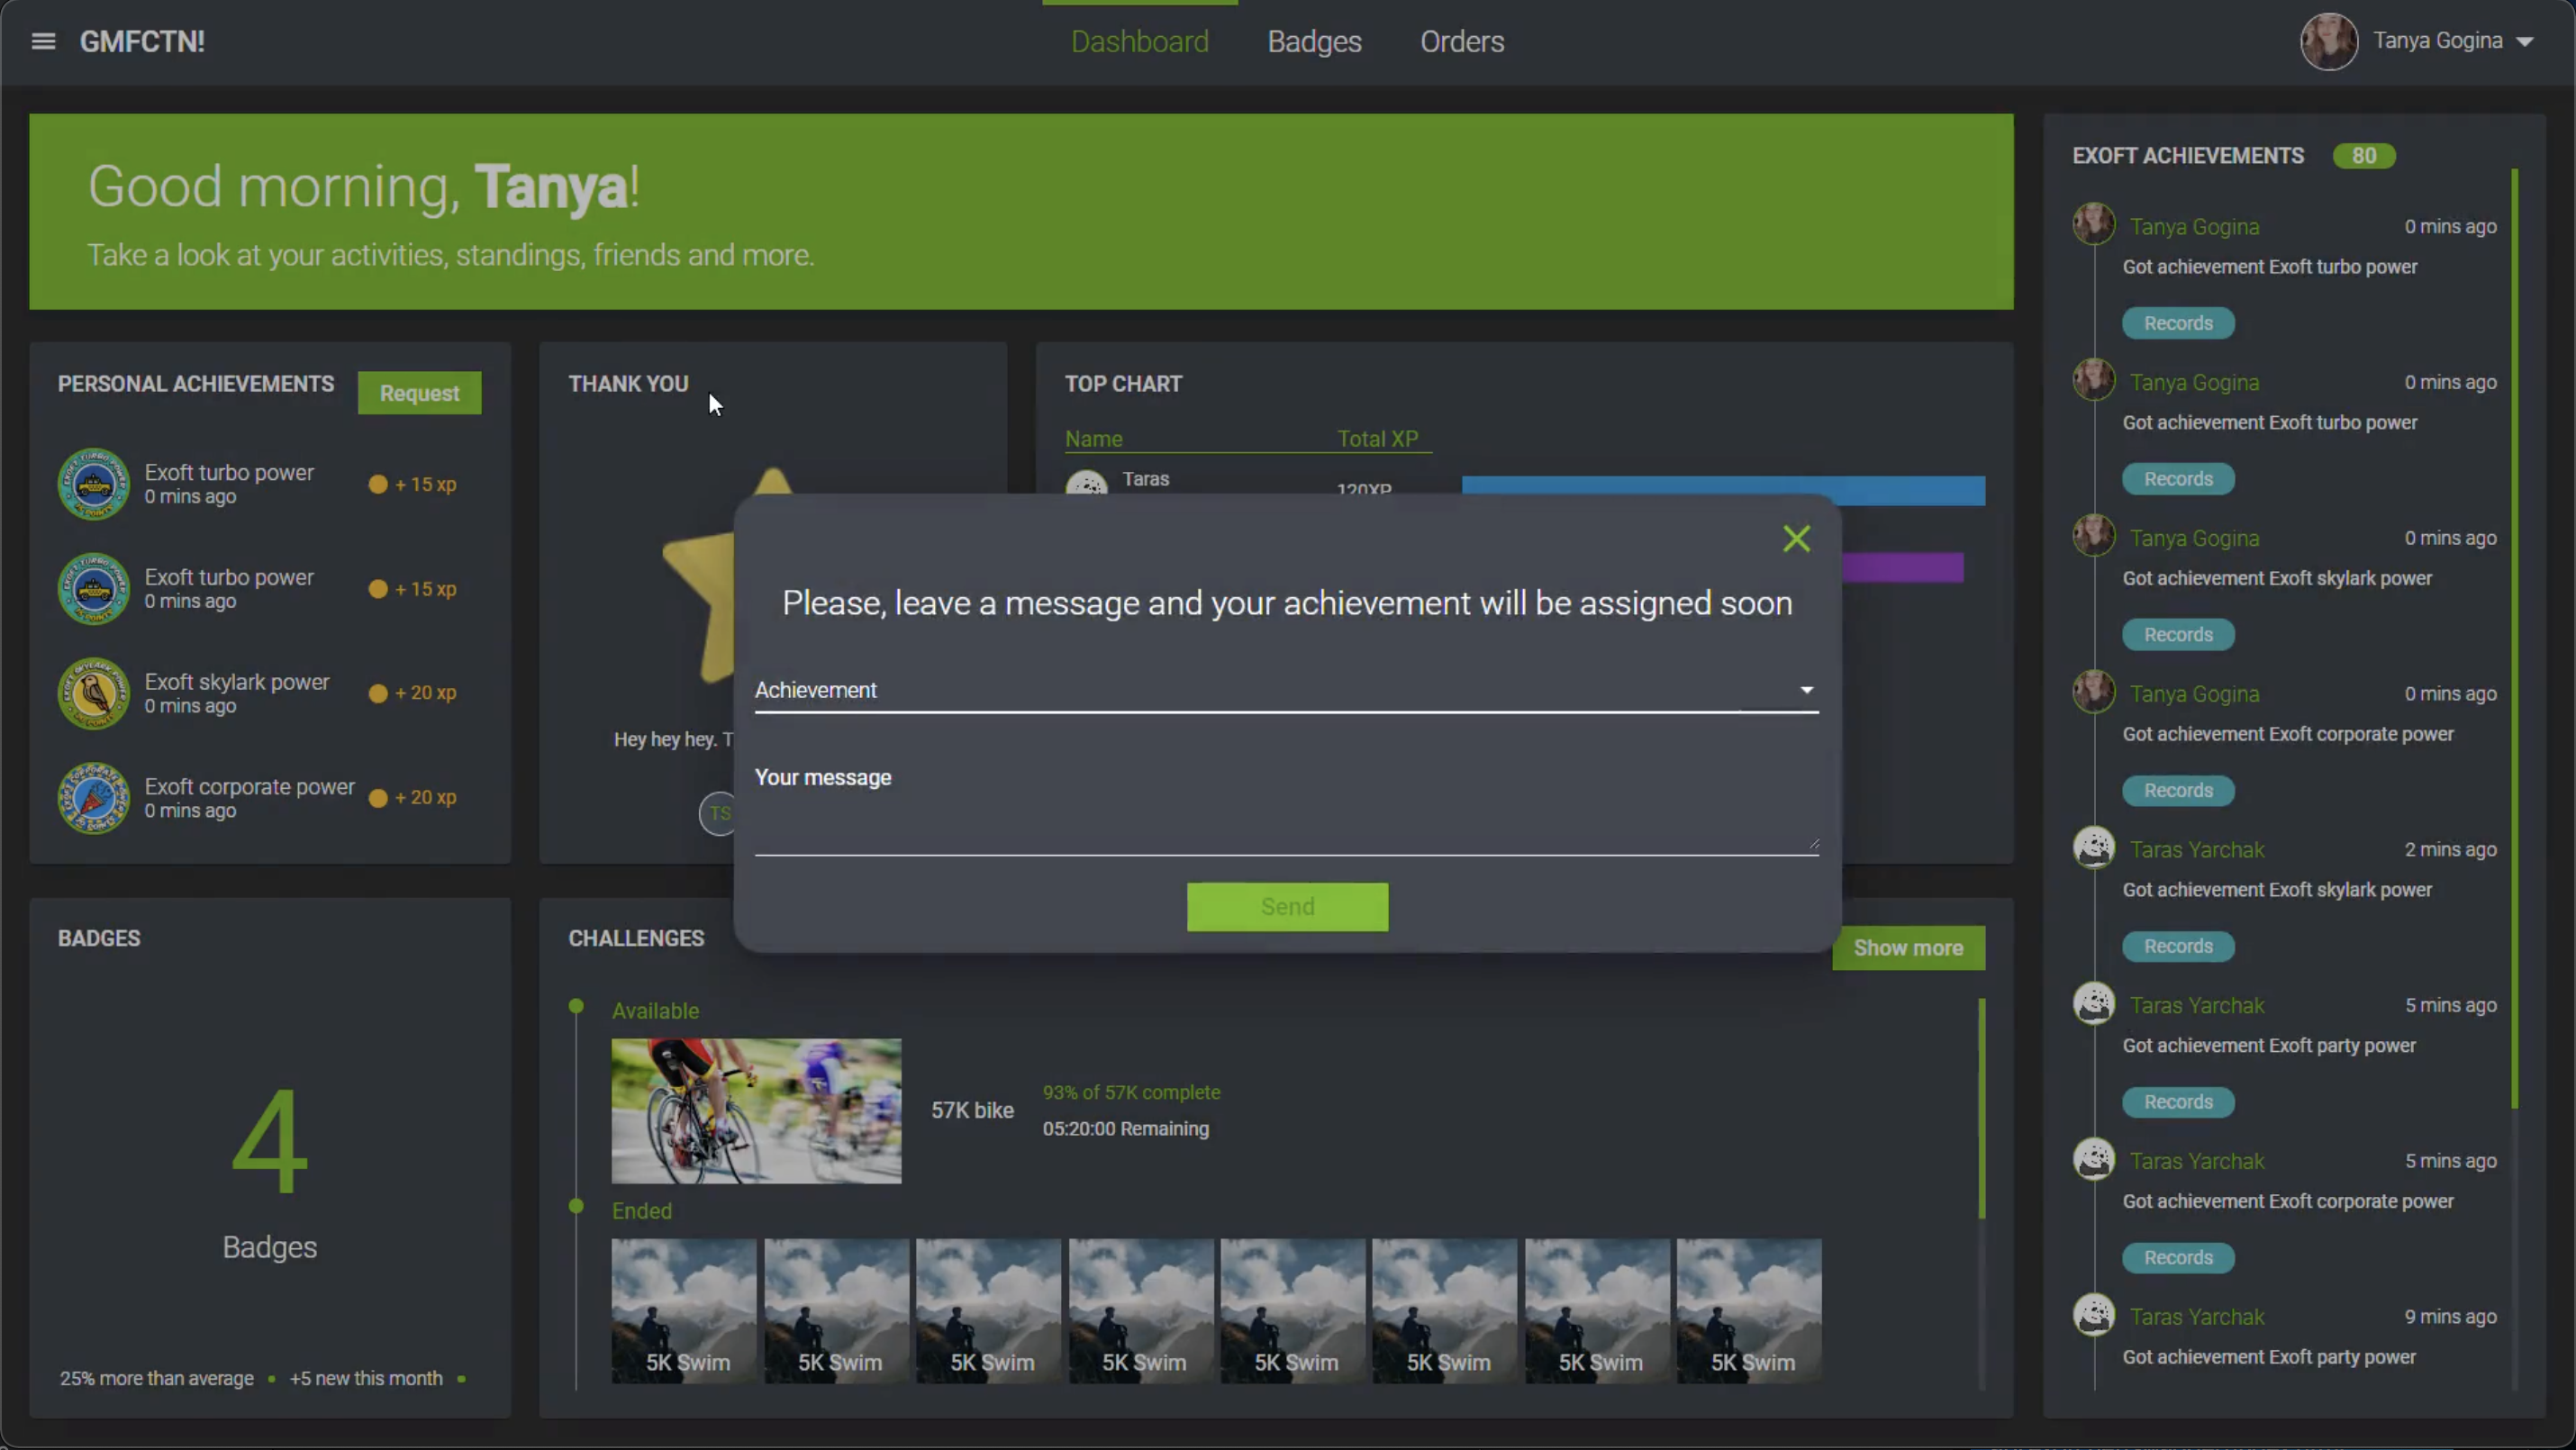 GMFCTN!
Dashboard
Badges
Orders
Tanya Gogina
Good morning, Tanya!
Take a look at your activities, standings, friends and more.
PERSONAL ACHIEVEMENTS
Request
Exoft turbo power
0 mins ago
+ 15 xp
Exoft turbo power
0 mins ago
+ 15 xp
Exoft skylark power
0 mins ago
+ 20 xp
Exoft corporate power
0 mins ago
+ 20 xp
THANK YOU
Hey hey hey. T
TS
TOP CHART
Name
Total XP
Taras
120XP
Please, leave a message and your achievement will be assigned soon
Achievement
Your message
Send
BADGES
4
Badges
25% more than average
+5 new this month
CHALLENGES
Show more
Available
57K bike
93% of 57K complete
05:20:00 Remaining
Ended
5K Swim
5K Swim
5K Swim
5K Swim
5K Swim
5K Swim
5K Swim
5K Swim
EXOFT ACHIEVEMENTS
80
Tanya Gogina
0 mins ago
Got achievement Exoft turbo power
Records
Tanya Gogina
0 mins ago
Got achievement Exoft turbo power
Records
Tanya Gogina
0 mins ago
Got achievement Exoft skylark power
Records
Tanya Gogina
0 mins ago
Got achievement Exoft corporate power
Records
Taras Yarchak
2 mins ago
Got achievement Exoft skylark power
Records
Taras Yarchak
5 mins ago
Got achievement Exoft party power
Records
Taras Yarchak
5 mins ago
Got achievement Exoft corporate power
Records
Taras Yarchak
9 mins ago
Got achievement Exoft party power